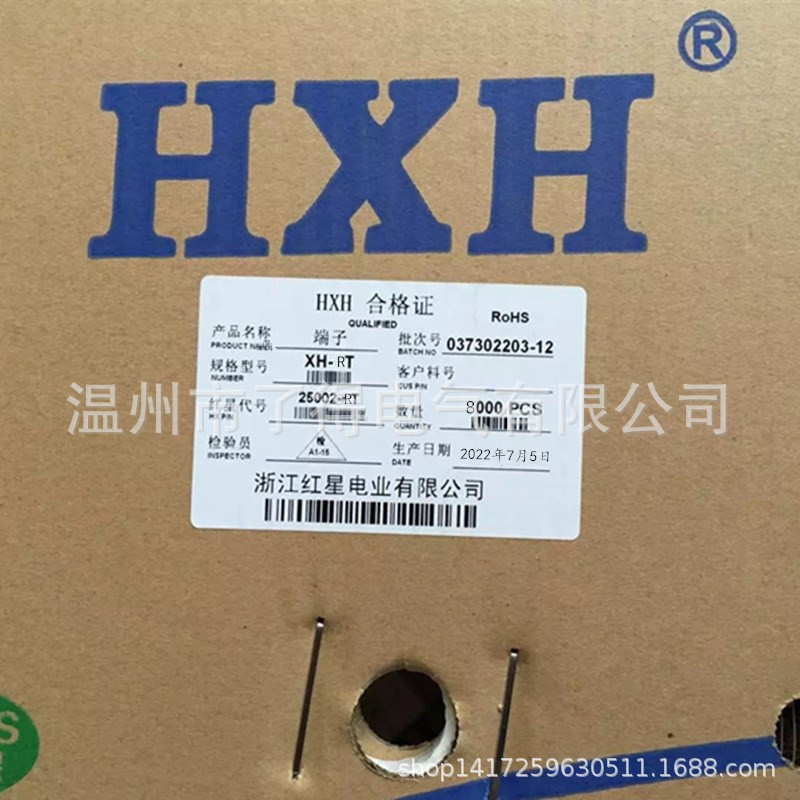 HXH®
HXH 合格证
QUALIFIED
RoHS
产品名称 端子 批次号 037302203-12
PRODUCT NAME BATCH NO
规格型号 XH-RT 客户料号
NUMBER CUS P/N
红星代号 25002-RT 数量 8000 PCS
HX P/N QUANTITY
检验员 检 生产日期 2022年7月5日
INSPECTOR A1-15 DATE
浙江红星电业有限公司
温州市了得电气有限公司
S
shop1417259630511.1688.com